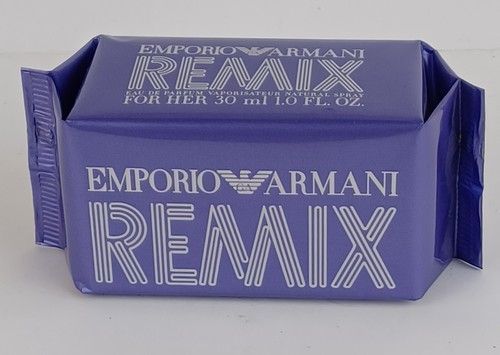 EMPORIO ARMANI
REMIX
EAU DE PARFUM VAPORISATEUR NATURAL SPRAY
FOR HER 30 ml 1.0 FL. OZ.
EMPORIO ARMANI
REMIX